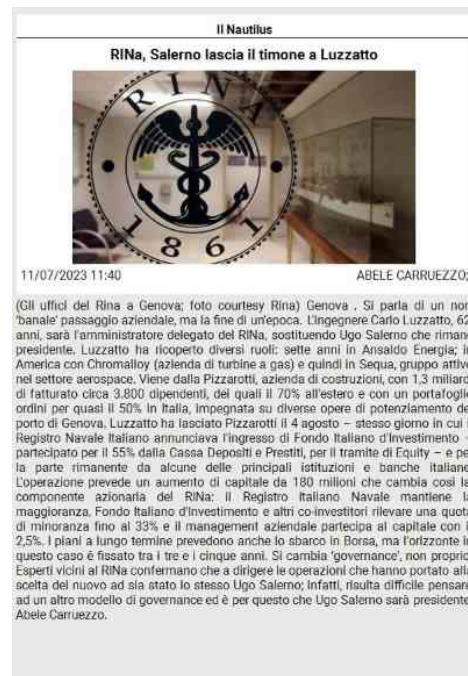 Il Nautilus
RINa, Salerno lascia il timone a Luzzatto
RINA
1861
11/07/2023 11:40
ABELE CARRUEZZO;
(Gli uffici del Rina a Genova; foto courtesy Rina) Genova . Si parla di un non
'banale' passaggio aziendale, ma la fine di un'epoca. L'ingegnere Carlo Luzzatto, 62
anni, sarà l'amministratore delegato del RINa, sostituendo Ugo Salerno che riman
presidente. Luzzatto ha ricoperto diversi ruoli: sette anni in Ansaldo Energia; i
America con Chromalloy (azienda di turbine a gas) e quindi in Sequa, gruppo attiv
nel settore aerospace. Viene dalla Pizzarotti, azienda di costruzioni, con 1,3 miliard
di fatturato circa 3.800 dipendenti, dei quali il 70% all'estero e con un portafogli
ordini per quasi il 50% in Italia, impegnata su diverse opere di potenziamento de
porto di Genova. Luzzatto ha lasciato Pizzarotti il 4 agosto – stesso giorno in cui i
Registro Navale Italiano annunciava l'ingresso di Fondo Italiano d'Investimento -
partecipato per il 55% dalla Cassa Depositi e Prestiti, per il tramite di Equity – e pe
la parte rimanente da alcune delle principali istituzioni e banche italiane
L'operazione prevede un aumento di capitale da 180 milioni che cambia così la
componente azionaria del RINa: il Registro Italiano Navale mantiene la
maggioranza, Fondo Italiano d'Investimento e altri co-investitori rilevare una quota
di minoranza fino al 33% e il management aziendale partecipa al capitale con i
2,5%. I piani a lungo termine prevedono anche lo sbarco in Borsa, ma l'orizzonte in
questo caso è fissato tra i tre e i cinque anni. Si cambia 'governance', non proprio
Esperti vicini al RINa confermano che a dirigere le operazioni che hanno portato alla
scelta del nuovo ad sia stato lo stesso Ugo Salerno; infatti, risulta difficile pensare
ad un altro modello di governance ed è per questo che Ugo Salerno sarà presidente
Abele Carruezzo.